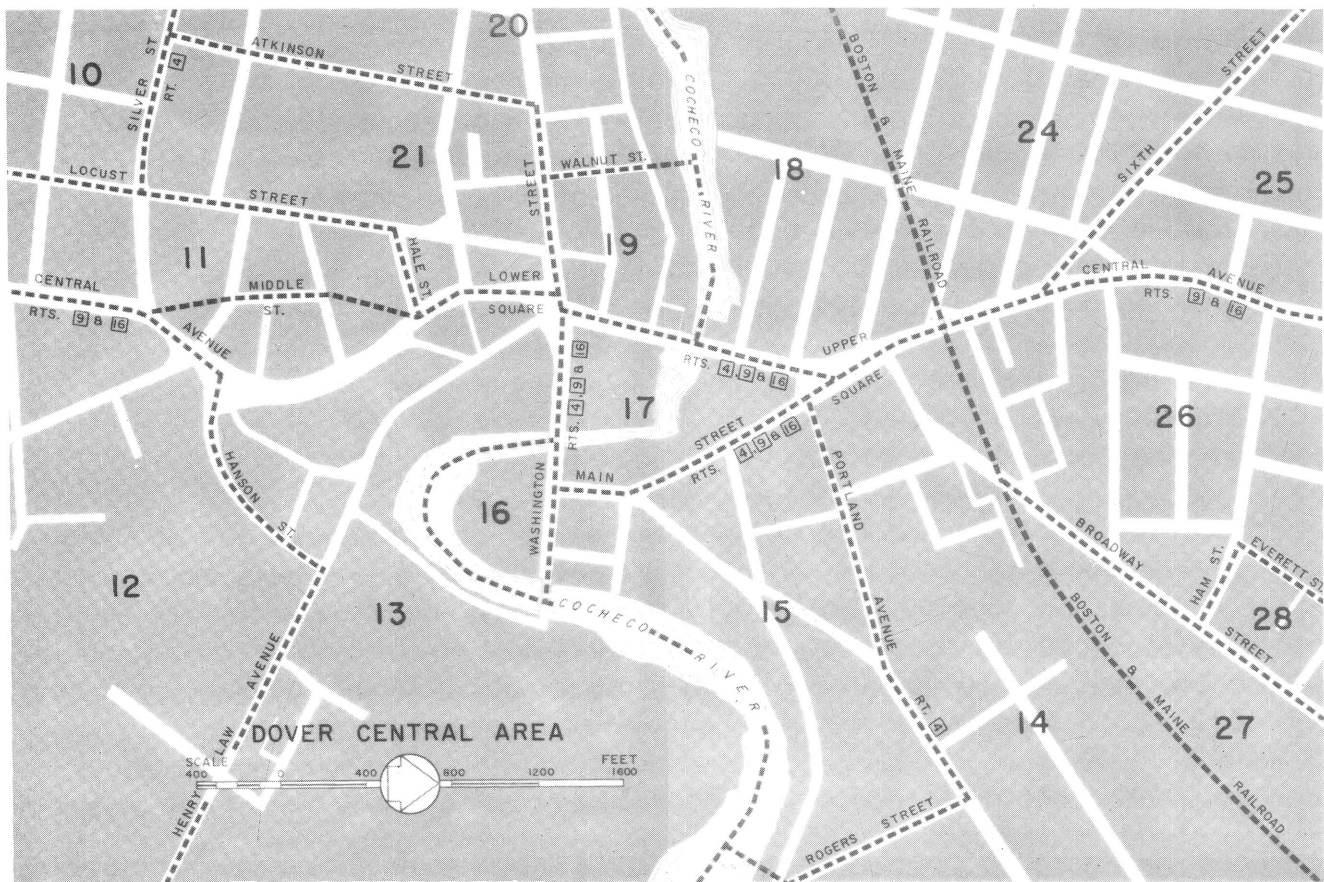 20
ATKINSON STREET
SILVER ST.
RT. 4
10
BOSTON & MAINE RAILROAD
COCHECO RIVER
24
SIXTH STREET
25
21
WALNUT ST.
18
LOCUST STREET
STREET
19
11
HALE ST.
LOWER SQUARE
CENTRAL AVENUE
RTS. 9 & 16
MIDDLE ST.
CENTRAL AVENUE
RTS. 9 & 16
UPPER SQUARE
RTS. 4, 9 & 16
RTS. 4, 9 & 16
17
STREET
RTS. 4, 9 & 16
26
MAIN
PORTLAND AVENUE
HANSON ST.
16
WASHINGTON
BROADWAY STREET
EVERETT ST.
HAM ST.
28
12
13
COCHECO RIVER
15
BOSTON & MAINE RAILROAD
RT. 4
14
27
HENRY LAW AVENUE
DOVER CENTRAL AREA
SCALE FEET
400 0 400 800 1200 1600
ROGERS STREET